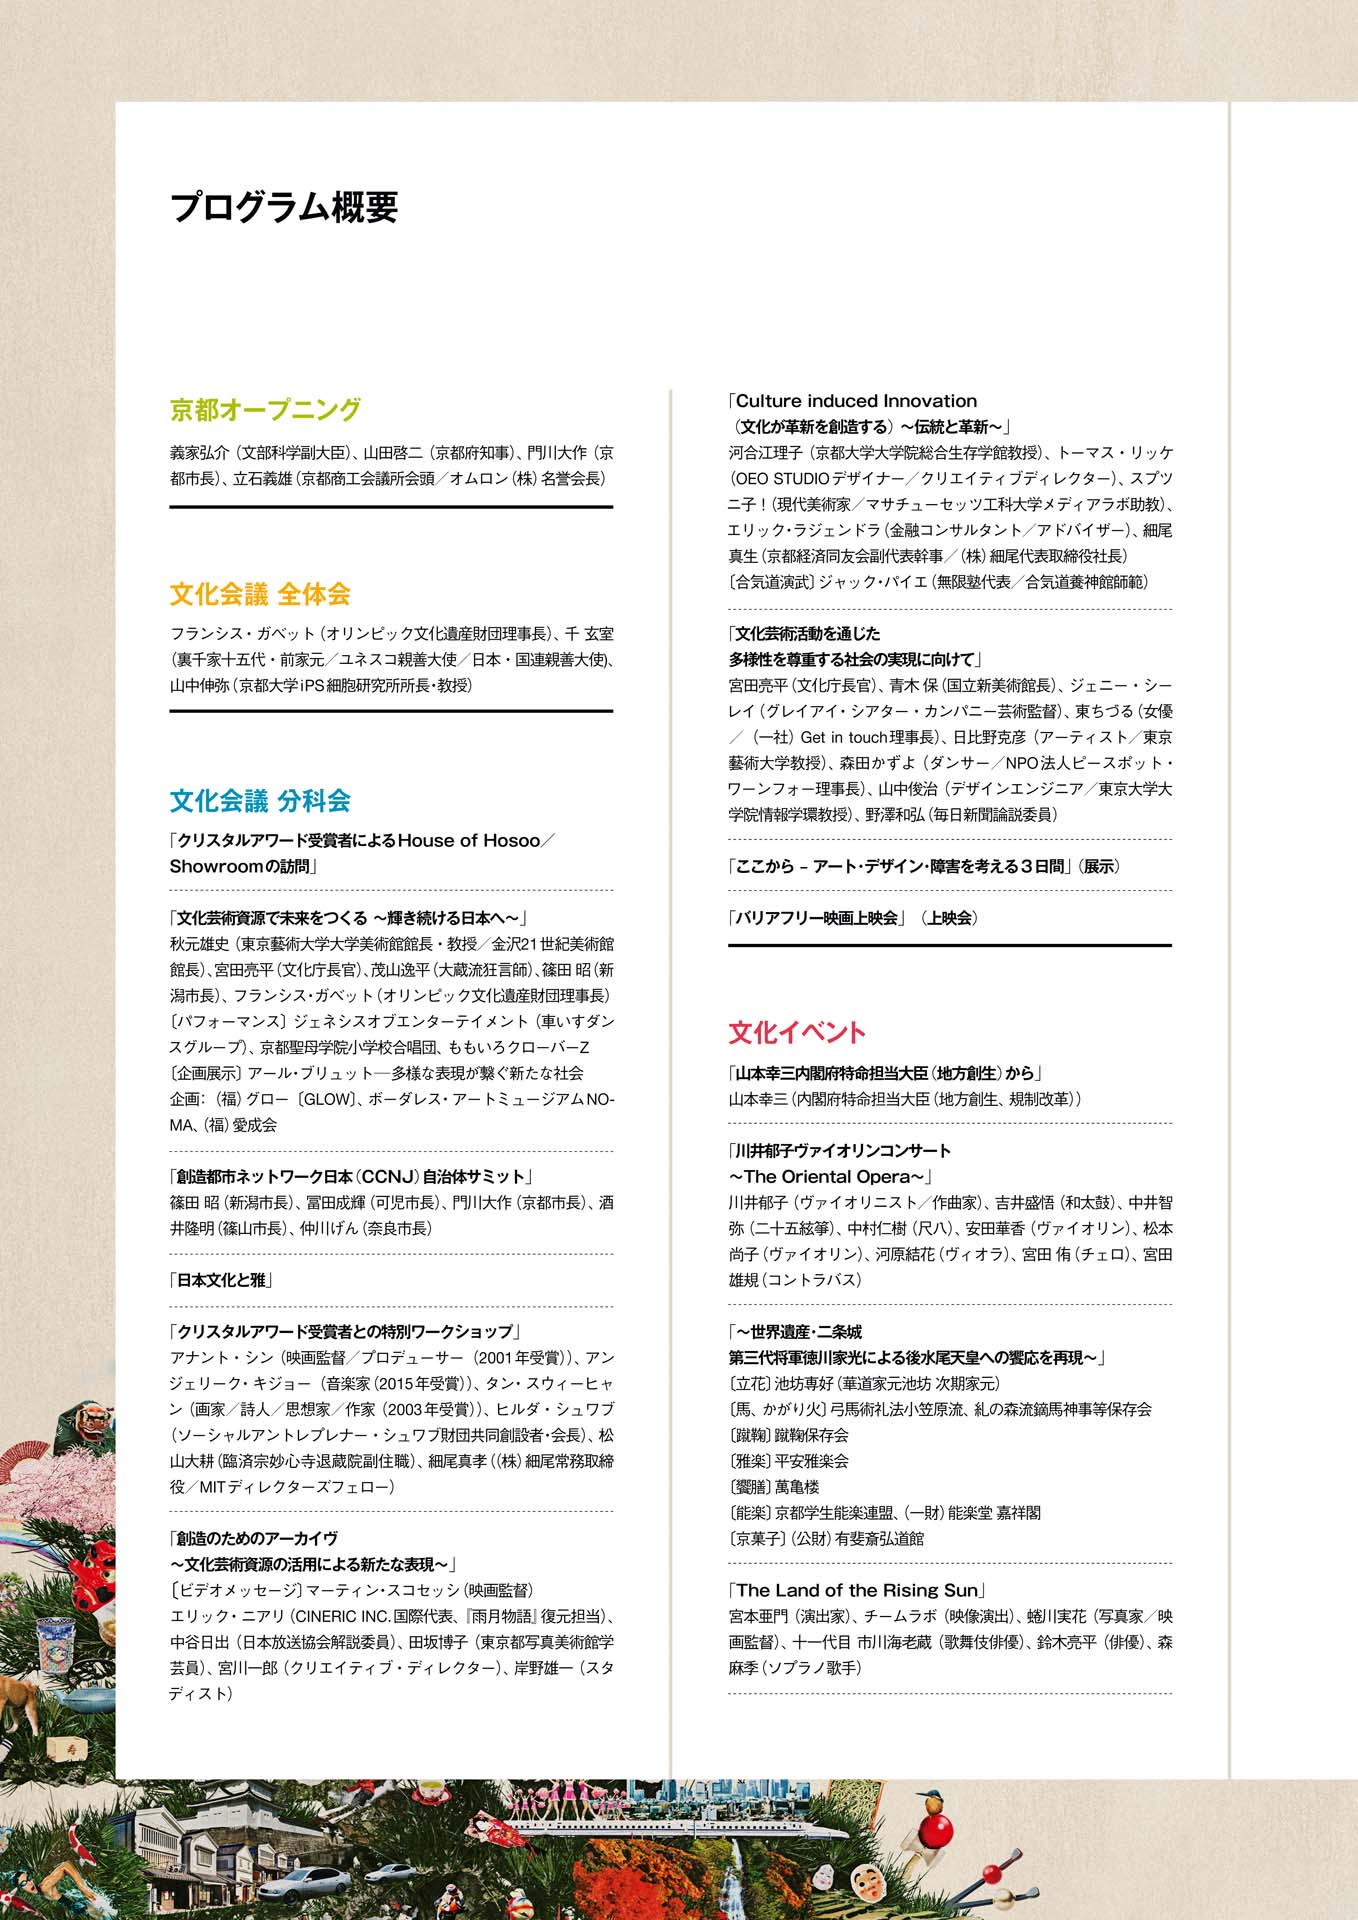 プログラム概要
京都オープニング
義家弘介（文部科学副大臣）、山田啓二（京都府知事）、門川大作（京
都市長）、立石義雄（京都商工会議所会頭／オムロン（株）名誉会長）
文化会議 全体会
フランシス・ガベット（オリンピック文化遺産財団理事長）、千 玄室
（裏千家十五代・前家元／ユネスコ親善大使／日本・国連親善大使）、
山中伸弥（京都大学iPS細胞研究所所長・教授）
文化会議 分科会
「クリスタルアワード受賞者によるHouse of Hosoo／
Showroomの訪問」
「文化芸術資源で未来をつくる ～輝き続ける日本へ～」
秋元雄史（東京藝術大学大学美術館館長・教授／金沢21世紀美術館
館長）、宮田亮平（文化庁長官）、茂山逸平（大蔵流狂言師）、篠田 昭（新
潟市長）、フランシス・ガベット（オリンピック文化遺産財団理事長）
〔パフォーマンス〕ジェネシスオブエンターテイメント（車いすダン
スグループ）、京都聖母学院小学校合唱団、ももいろクローバーZ
〔企画展示〕アール・ブリュット―多様な表現が繋ぐ新たな社会
企画：（福）グロー〔GLOW〕、ボーダレス・アートミュージアムNO-
MA、（福）愛成会
「創造都市ネットワーク日本（CCNJ）自治体サミット」
篠田 昭（新潟市長）、冨田成輝（可児市長）、門川大作（京都市長）、酒
井隆明（篠山市長）、仲川げん（奈良市長）
「日本文化と雅」
「クリスタルアワード受賞者との特別ワークショップ」
アナント・シン（映画監督／プロデューサー（2001年受賞））、アン
ジェリーク・キジョー（音楽家（2015年受賞））、タン・スウィーヒャ
ン（画家／詩人／思想家／作家（2003年受賞））、ヒルダ・シュワブ
（ソーシャルアントレプレナー・シュワブ財団共同創設者・会長）、松
山大耕（臨済宗妙心寺退蔵院副住職）、細尾真孝（（株）細尾常務取締
役／MITディレクターズフェロー）
「創造のためのアーカイヴ
～文化芸術資源の活用による新たな表現～」
〔ビデオメッセージ〕マーティン・スコセッシ（映画監督）
エリック・ニアリ（CINERIC INC.国際代表、『雨月物語』復元担当）、
中谷日出（日本放送協会解説委員）、田坂博子（東京都写真美術館学
芸員）、宮川一郎（クリエイティブ・ディレクター）、岸野雄一（スタ
ディスト）
「Culture induced Innovation
（文化が革新を創造する）～伝統と革新～」
河合江理子（京都大学大学院総合生存学館教授）、トーマス・リッケ
（OEO STUDIOデザイナー／クリエイティブディレクター）、スプツ
ニ子！（現代美術家／マサチューセッツ工科大学メディアラボ助教）、
エリック・ラジェンドラ（金融コンサルタント／アドバイザー）、細尾
真生（京都経済同友会副代表幹事／（株）細尾代表取締役社長）
〔合気道演武〕ジャック・パイエ（無限塾代表／合気道養神館師範）
「文化芸術活動を通じた
多様性を尊重する社会の実現に向けて」
宮田亮平（文化庁長官）、青木 保（国立新美術館長）、ジェニー・シー
レイ（グレイアイ・シアター・カンパニー芸術監督）、東ちづる（女優
／（一社）Get in touch理事長）、日比野克彦（アーティスト／東京
藝術大学教授）、森田かずよ（ダンサー／NPO法人ピースポット・
ワンフォー理事長）、山中俊治（デザインエンジニア／東京大学大
学院情報学環教授）、野澤和弘（毎日新聞論説委員）
「ここから – アート・デザイン・障害を考える３日間」（展示）
「バリアフリー映画上映会」（上映会）
文化イベント
「山本幸三内閣府特命担当大臣（地方創生）から」
山本幸三（内閣府特命担当大臣（地方創生、規制改革））
「川井郁子ヴァイオリンコンサート
～The Oriental Opera～」
川井郁子（ヴァイオリニスト／作曲家）、吉井盛悟（和太鼓）、中井智
弥（二十五絃箏）、中村仁樹（尺八）、安田華香（ヴァイオリン）、松本
尚子（ヴァイオリン）、河原結花（ヴィオラ）、宮田 侑（チェロ）、宮田
雄規（コントラバス）
「～世界遺産・二条城
第三代将軍徳川家光による後水尾天皇への饗応を再現～」
〔立花〕池坊専好（華道家元池坊 次期家元）
〔馬、かがり火〕弓馬術礼法小笠原流、糺の森流鏑馬神事等保存会
〔蹴鞠〕蹴鞠保存会
〔雅楽〕平安雅楽会
〔饗膳〕萬亀楼
〔能楽〕京都学生能楽連盟、（一財）能楽堂 嘉祥閣
〔京菓子〕（公財）有斐斎弘道館
「The Land of the Rising Sun」
宮本亜門（演出家）、チームラボ（映像演出）、蜷川実花（写真家／映
画監督）、十一代目 市川海老蔵（歌舞伎俳優）、鈴木亮平（俳優）、森
麻季（ソプラノ歌手）
寿